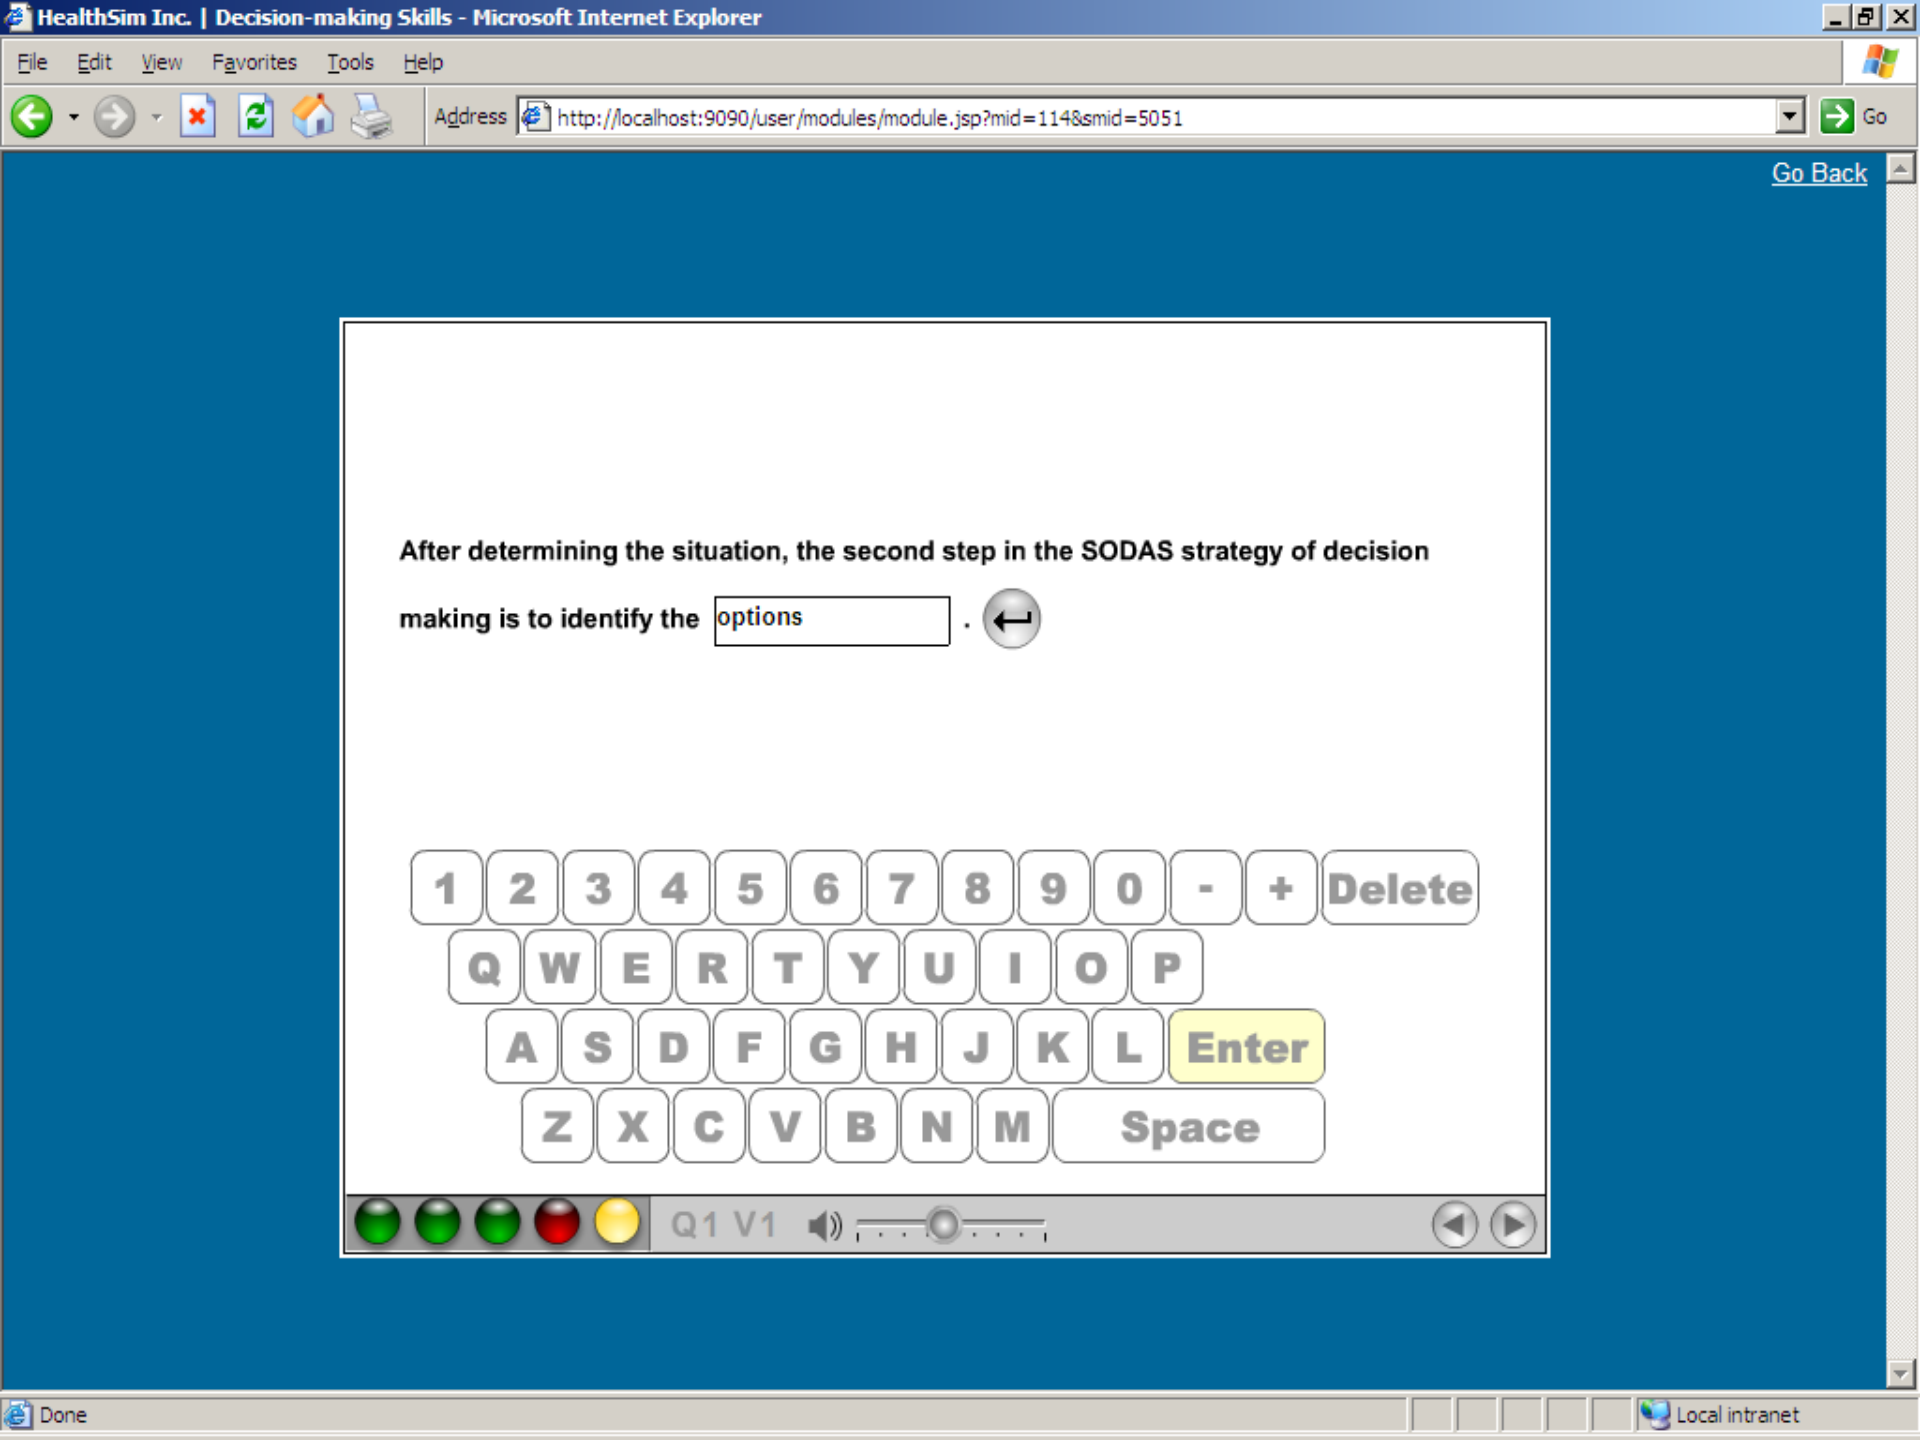 HealthSim Inc. | Decision-making Skills - Microsoft Internet Explorer
File Edit View Favorites Tools Help
Address http://localhost:9090/user/modules/module.jsp?mid=114&smid=5051 Go
Go Back
After determining the situation, the second step in the SODAS strategy of decision
making is to identify the options .
1 2 3 4 5 6 7 8 9 0 - + Delete
Q W E R T Y U I O P
A S D F G H J K L Enter
Z X C V B N M Space
Q1 V1
Done Local intranet